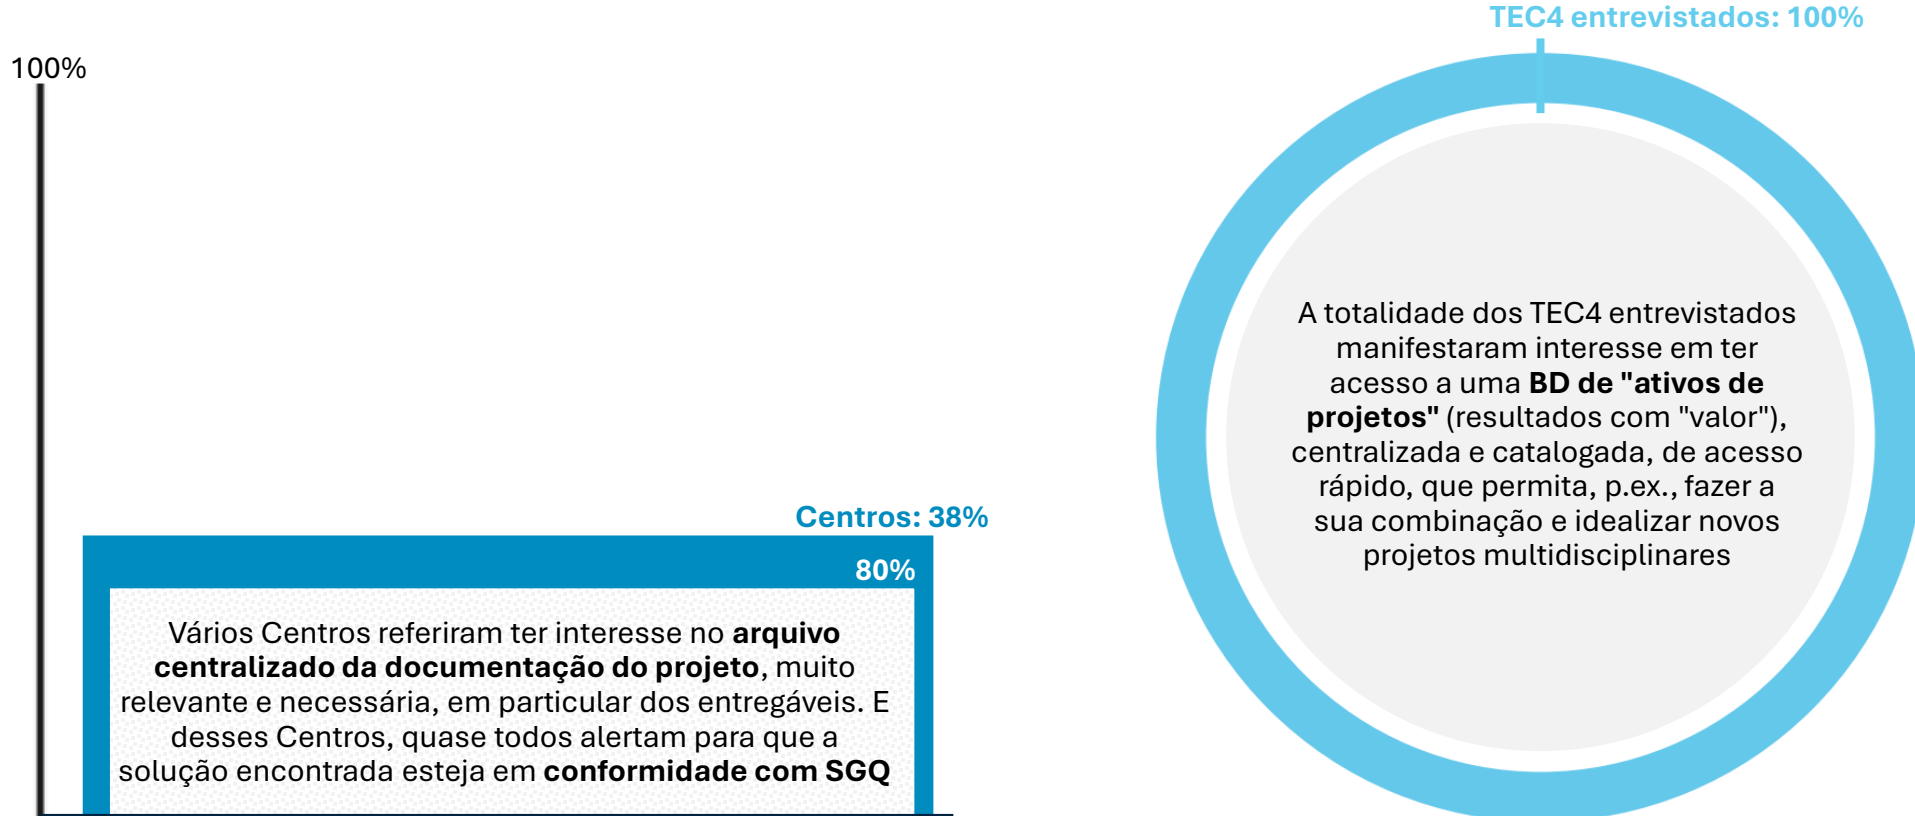 100%
Centros: 38%
80%
Vários Centros referiram ter interesse no arquivo
centralizado da documentação do projeto, muito
relevante e necessária, em particular dos entregáveis. E
desses Centros, quase todos alertam para que a
solução encontrada esteja em conformidade com SGQ
TEC4 entrevistados: 100%
A totalidade dos TEC4 entrevistados
manifestaram interesse em ter
acesso a uma BD de "ativos de
projetos" (resultados com "valor"),
centralizada e catalogada, de acesso
rápido, que permita, p.ex., fazer a
sua combinação e idealizar novos
projetos multidisciplinares